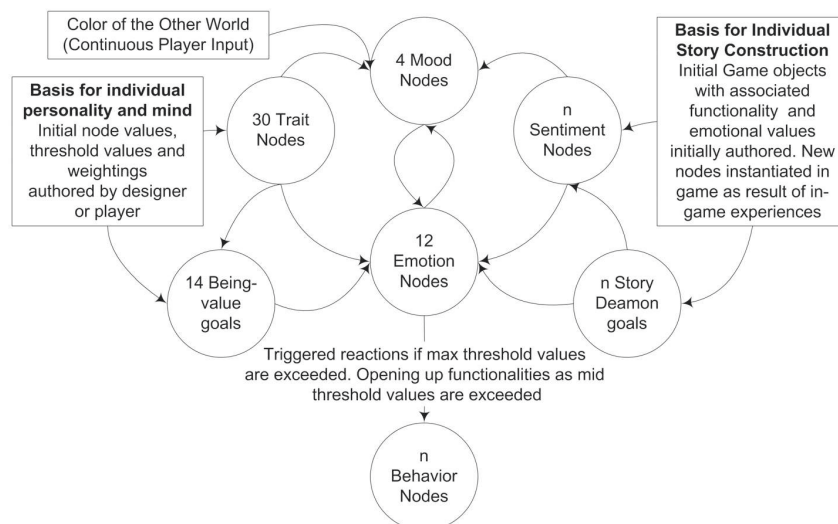 Color of the Other World
(Continuous Player Input)
4 Mood
Nodes
Basis for Individual
Story Construction
Initial Game objects
with associated
functionality and
emotional values
initially authored. New
nodes instantiated in
game as result of in-
game experiences
Basis for individual
personality and mind
Initial node values,
threshold values and
weightings
authored by designer
or player
30 Trait
Nodes
n
Sentiment
Nodes
12
Emotion
Nodes
14 Being-
value
goals
n Story
Deamon
goals
Triggered reactions if max threshold values
are exceeded. Opening up functionalities as mid
threshold values are exceeded
n
Behavior
Nodes